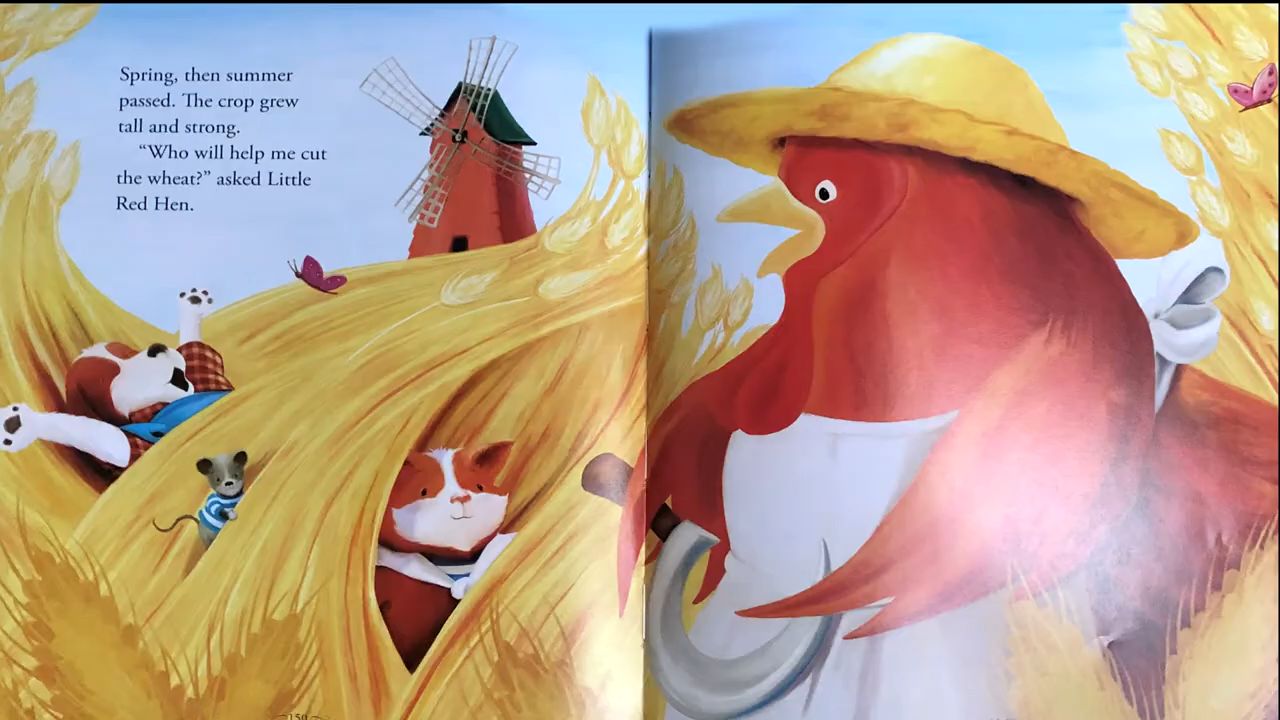 Spring, then summer
passed. The crop grew
tall and strong.
“Who will help me cut
the wheat?” asked Little
Red Hen.
150